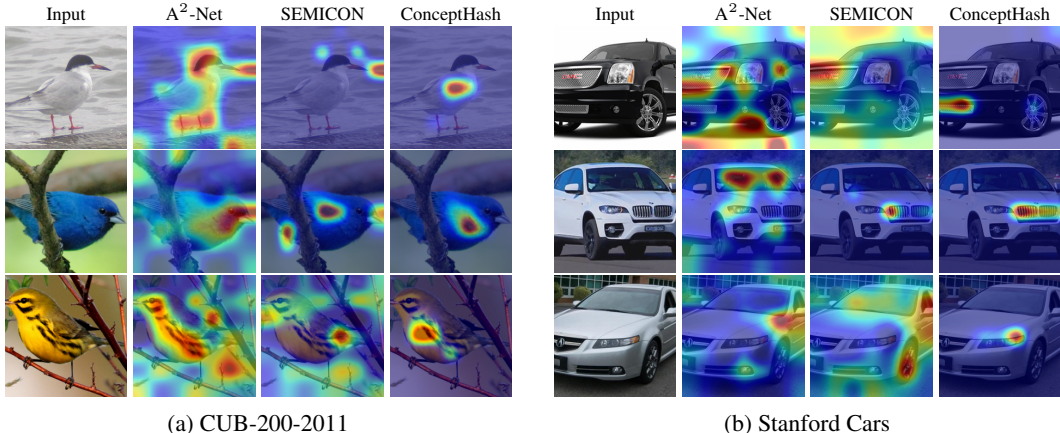 Input A²-Net SEMICON ConceptHash Input A²-Net SEMICON ConceptHash
GMC
(a) CUB-200-2011 (b) Stanford Cars